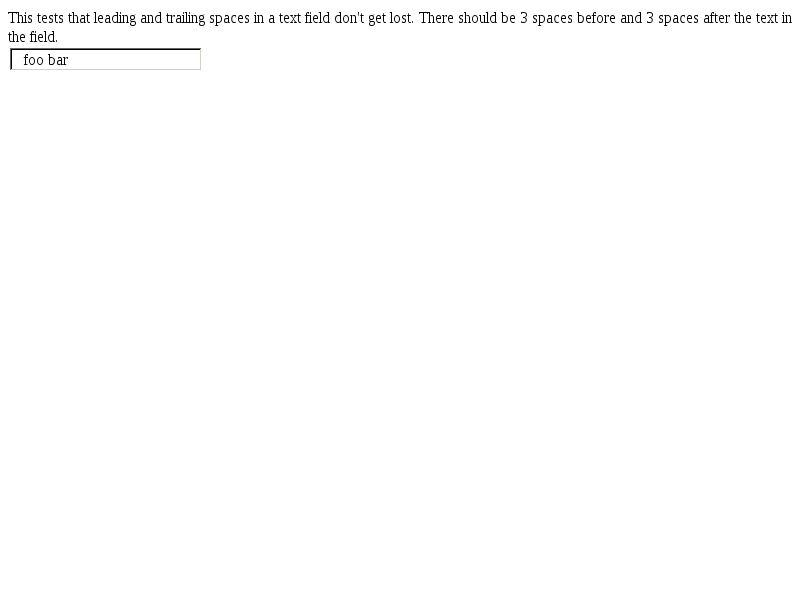 This tests that leading and trailing spaces in a text field don't get lost. There should be 3 spaces before and 3 spaces after the text in
the field.
   foo bar